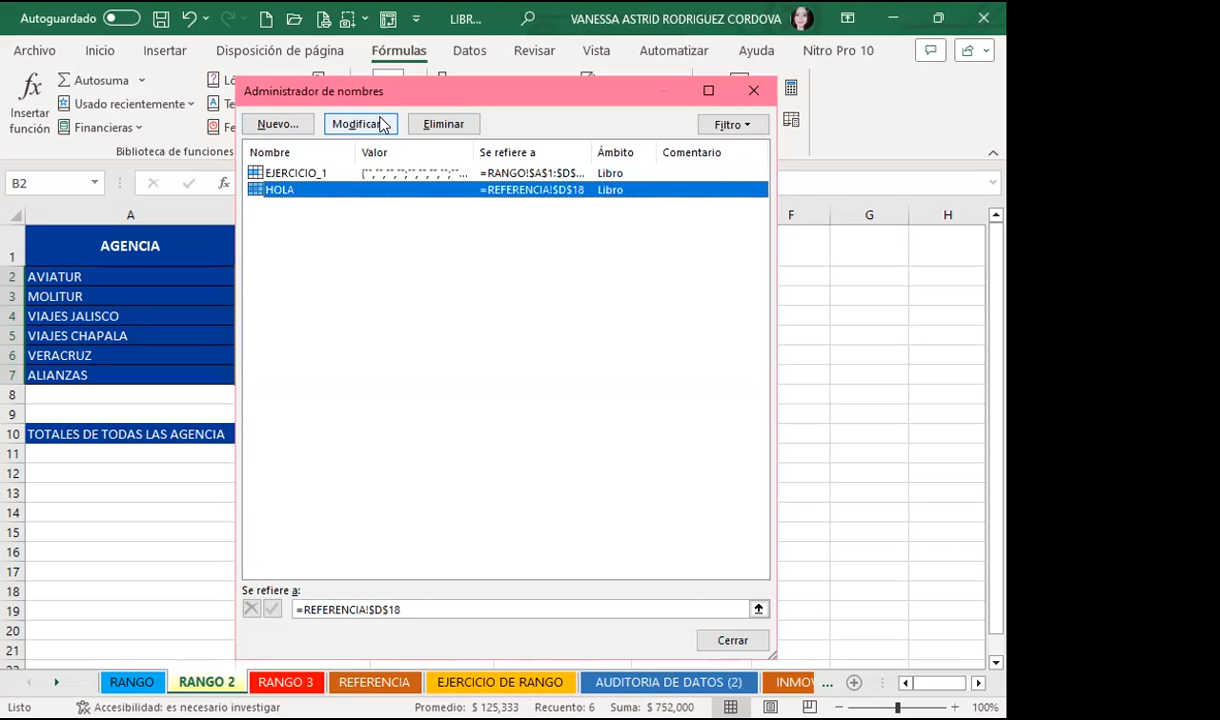 Autoguardado LIBR... VANESSA ASTRID RODRIGUEZ CORDOVA
Archivo Inicio Insertar Disposición de página Fórmulas Datos Revisar Vista Automatizar Ayuda Nitro Pro 10
fx Autosuma
Insertar función
Usado recientemente
Financieras
Biblioteca de funciones
Administrador de nombres
Nuevo... Modificar Eliminar Filtro
Nombre Valor Se refiere a Ámbito Comentario
EJERCICIO_1 {"","","","";"","","","";""... =RANGO!$A$1:$D$... Libro
HOLA =REFERENCIA!$D$18 Libro
B2 fx
A F G H
1 AGENCIA
2 AVIATUR
3 MOLITUR
4 VIAJES JALISCO
5 VIAJES CHAPALA
6 VERACRUZ
7 ALIANZAS
8
9
10 TOTALES DE TODAS LAS AGENCIA
11
12
13
14
15
16
17
18
19
20
21
Se refiere a:
=REFERENCIA!$D$18
Cerrar
RANGO RANGO 2 RANGO 3 REFERENCIA EJERCICIO DE RANGO AUDITORIA DE DATOS (2) INMOV ...
Listo Accesibilidad: es necesario investigar Promedio: $ 125,333 Recuento: 6 Suma: $ 752,000 100%